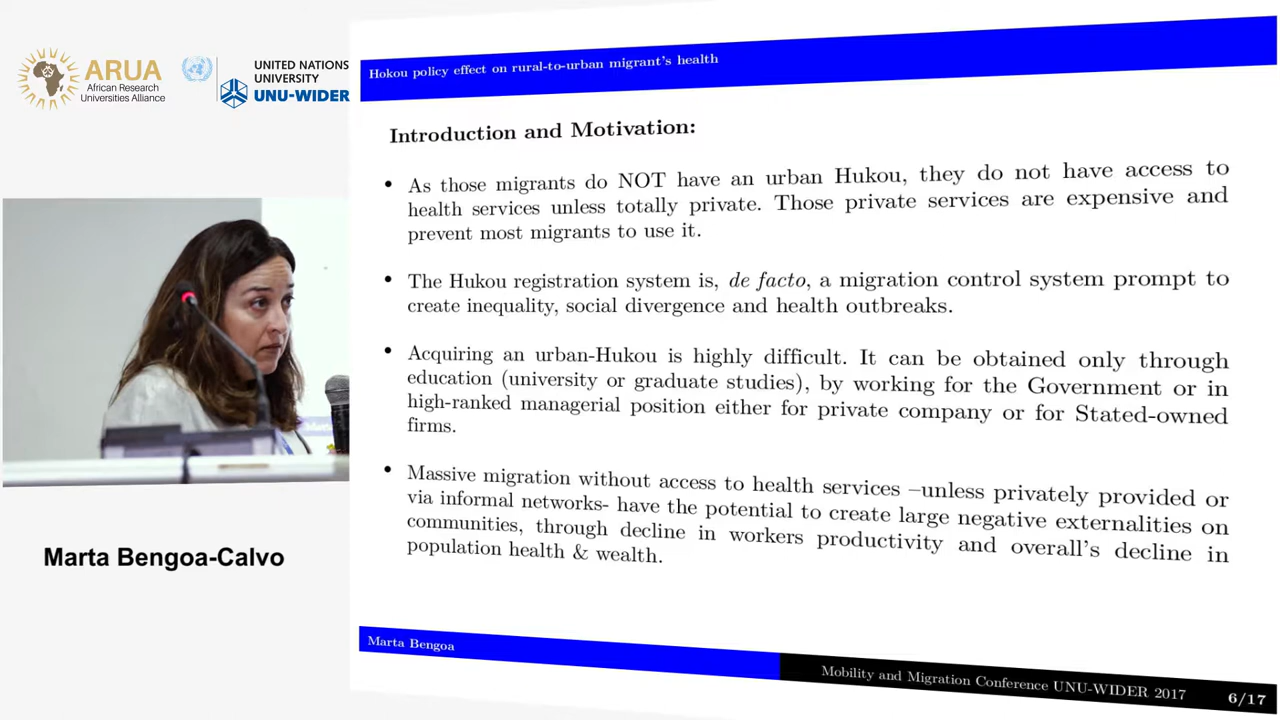 ARUA
African Research
Universities Alliance
UNITED NATIONS
UNIVERSITY
UNU-WIDER
Hokou policy effect on rural-to-urban migrant's health
Introduction and Motivation:
• As those migrants do NOT have an urban Hukou, they do not have access to
health services unless totally private. Those private services are expensive and
prevent most migrants to use it.
• The Hukou registration system is, de facto, a migration control system prompt to
create inequality, social divergence and health outbreaks.
• Acquiring an urban-Hukou is highly difficult. It can be obtained only through
education (university or graduate studies), by working for the Government or in
high-ranked managerial position either for private company or for Stated-owned
firms.
• Massive migration without access to health services –unless privately provided or
via informal networks- have the potential to create large negative externalities on
communities, through decline in workers productivity and overall's decline in
population health & wealth.
Marta Bengoa-Calvo
Marta Bengoa
Mobility and Migration Conference UNU-WIDER 2017
6/17